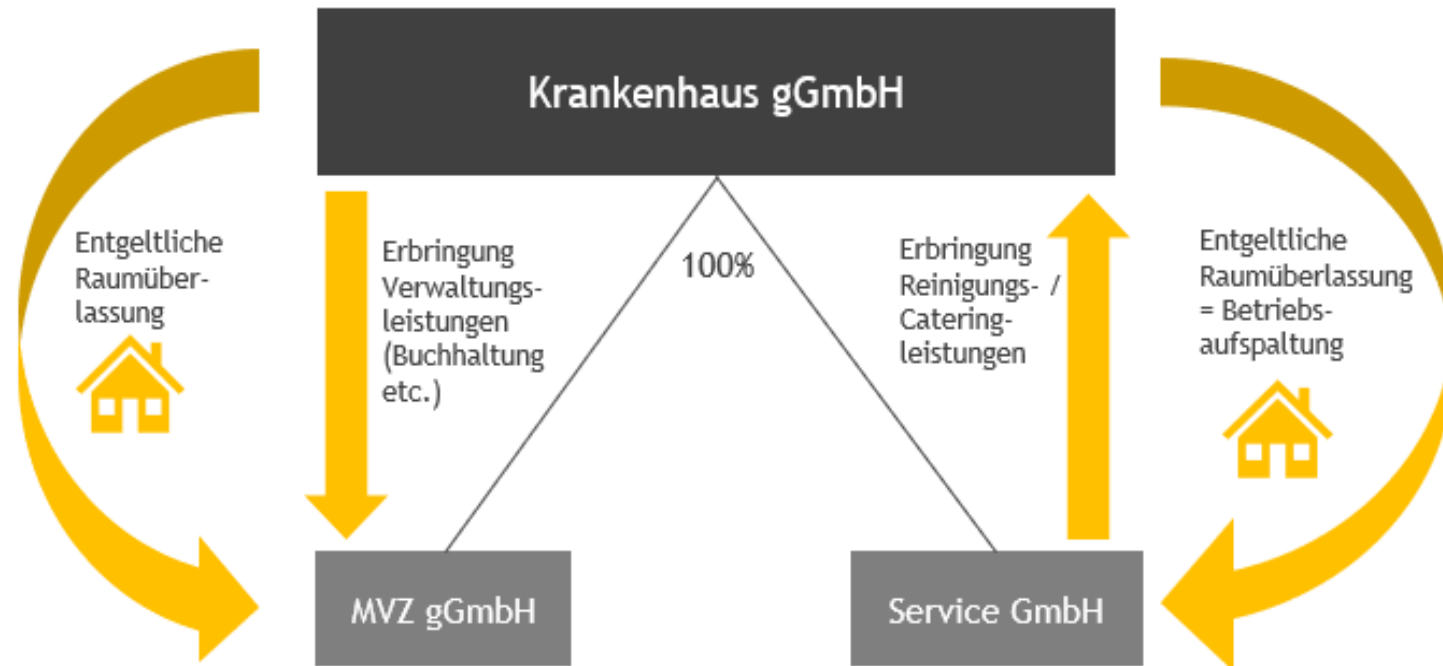 Krankenhaus gGmbH
Entgeltliche
Raumüber-
lassung
Erbringung
Verwaltungs-
leistungen
(Buchhaltung
etc.)
100%
Erbringung
Reinigungs- /
Catering-
leistungen
Entgeltliche
Raumüberlassung
= Betriebs-
aufspaltung
MVZ gGmbH
Service GmbH